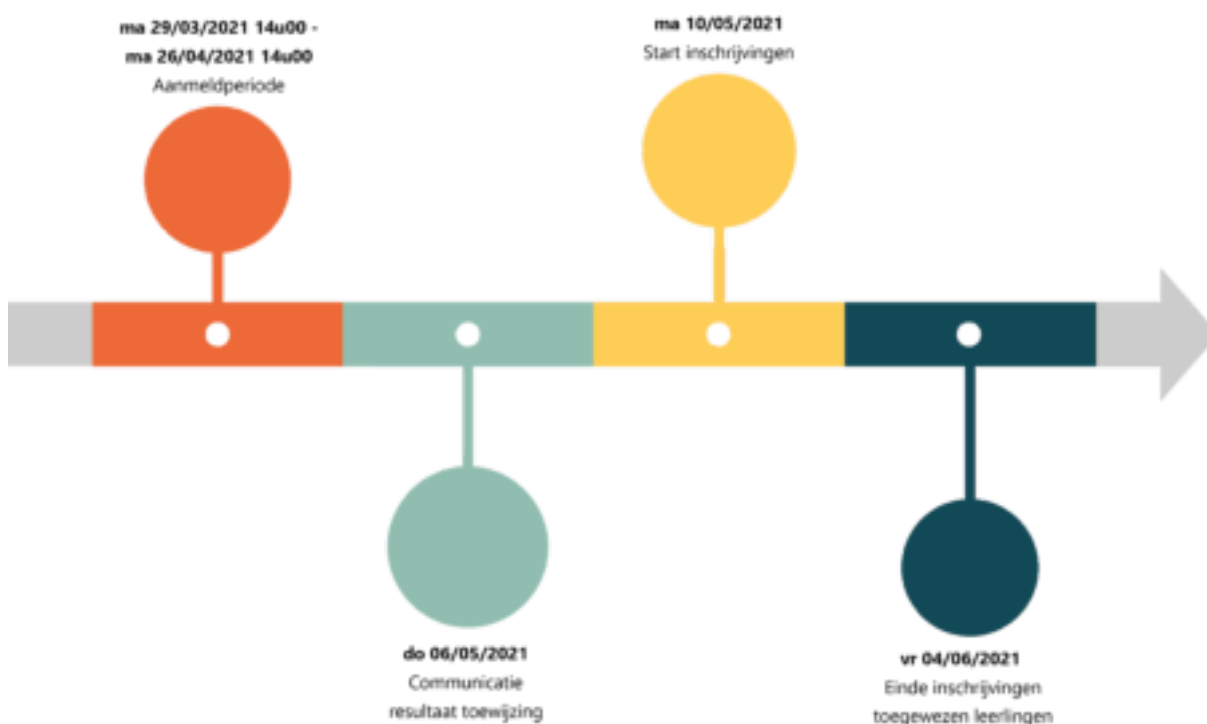 ma 29/03/2021 14u00 -
ma 26/04/2021 14u00
Aanmeldperiode
ma 10/05/2021
Start inschrijvingen
do 06/05/2021
Communicatie
resultaat toewijzing
vr 04/06/2021
Einde inschrijvingen
toegewezen leerlingen